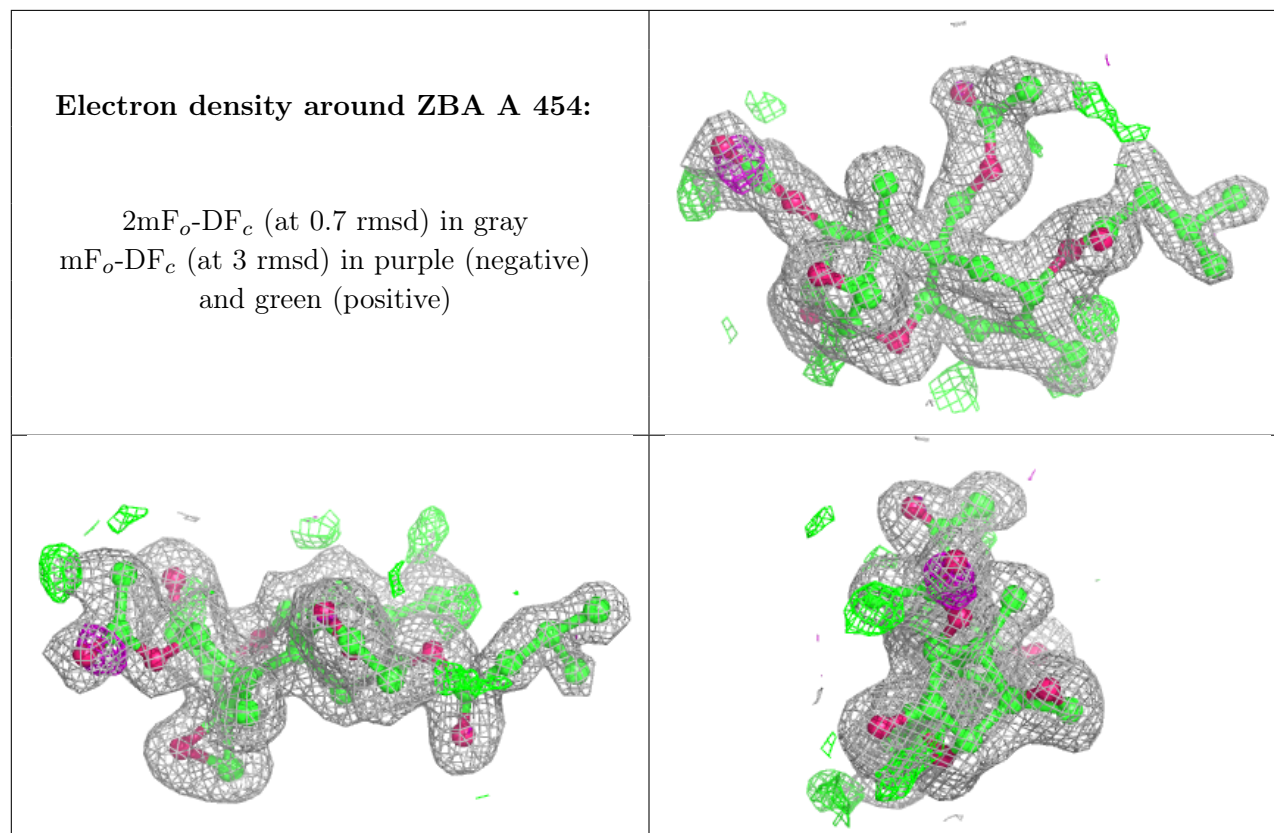 Electron density around ZBA A 454:
2mFₒ-DF𝒸 (at 0.7 rmsd) in gray
mFₒ-DF𝒸 (at 3 rmsd) in purple (negative)
and green (positive)